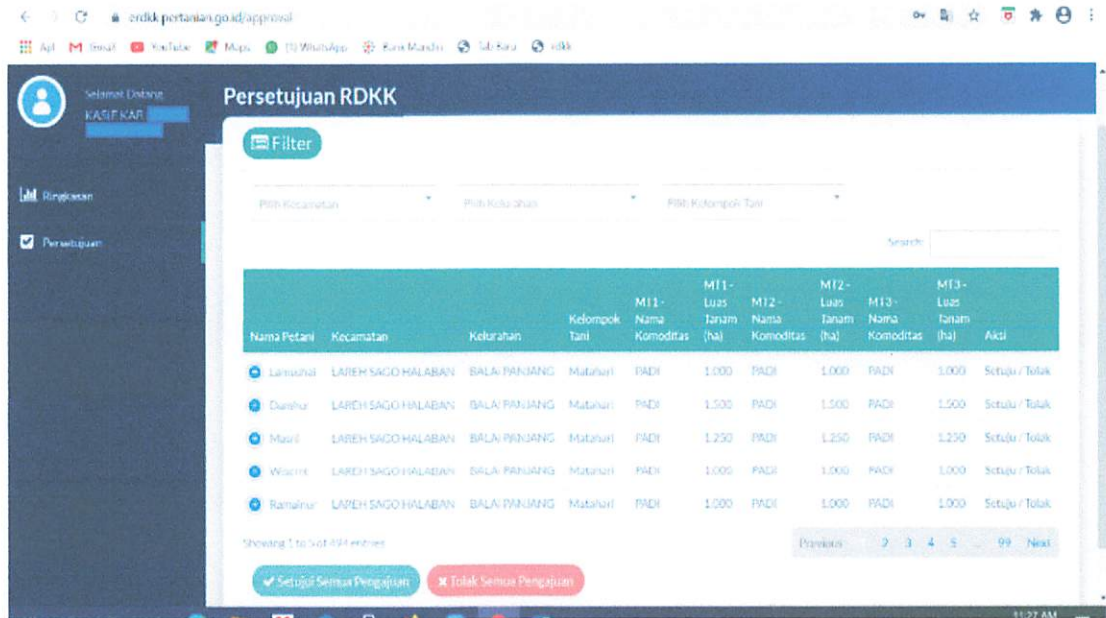 erdkk.pertanian.go.id/approval
Apl Gmail YouTube Maps (1) WhatsApp Bank Mandiri Tab Baru rdkk
Selamat Datang
KASIE KAB
Persetujuan RDKK
Filter
Ringkasan
Persetujuan
Pilih Kecamatan Pilih Kelurahan Pilih Kelompok Tani
Search:
Nama Petani Kecamatan Kelurahan Kelompok Tani MT1 - Nama Komoditas MT1 - Luas Tanam (ha) MT2 - Nama Komoditas MT2 - Luas Tanam (ha) MT3 - Nama Komoditas MT3 - Luas Tanam (ha) Aksi
LAREH SAGO HALABAN BALAI PANJANG Matahari PADI 1.000 PADI 1.000 PADI 1.000 Setuju / Tolak
LAREH SAGO HALABAN BALAI PANJANG Matahari PADI 1.500 PADI 1.500 PADI 1.500 Setuju / Tolak
LAREH SAGO HALABAN BALAI PANJANG Matahari PADI 1.250 PADI 1.250 PADI 1.250 Setuju / Tolak
LAREH SAGO HALABAN BALAI PANJANG Matahari PADI 1.000 PADI 1.000 PADI 1.000 Setuju / Tolak
Ramainur LAREH SAGO HALABAN BALAI PANJANG Matahari PADI 1.000 PADI 1.000 PADI 1.000 Setuju / Tolak
Showing 1 to 5 of 494 entries
Previous 2 3 4 5 ... 99 Next
Setujui Semua Pengajuan Tolak Semua Pengajuan
11:27 AM